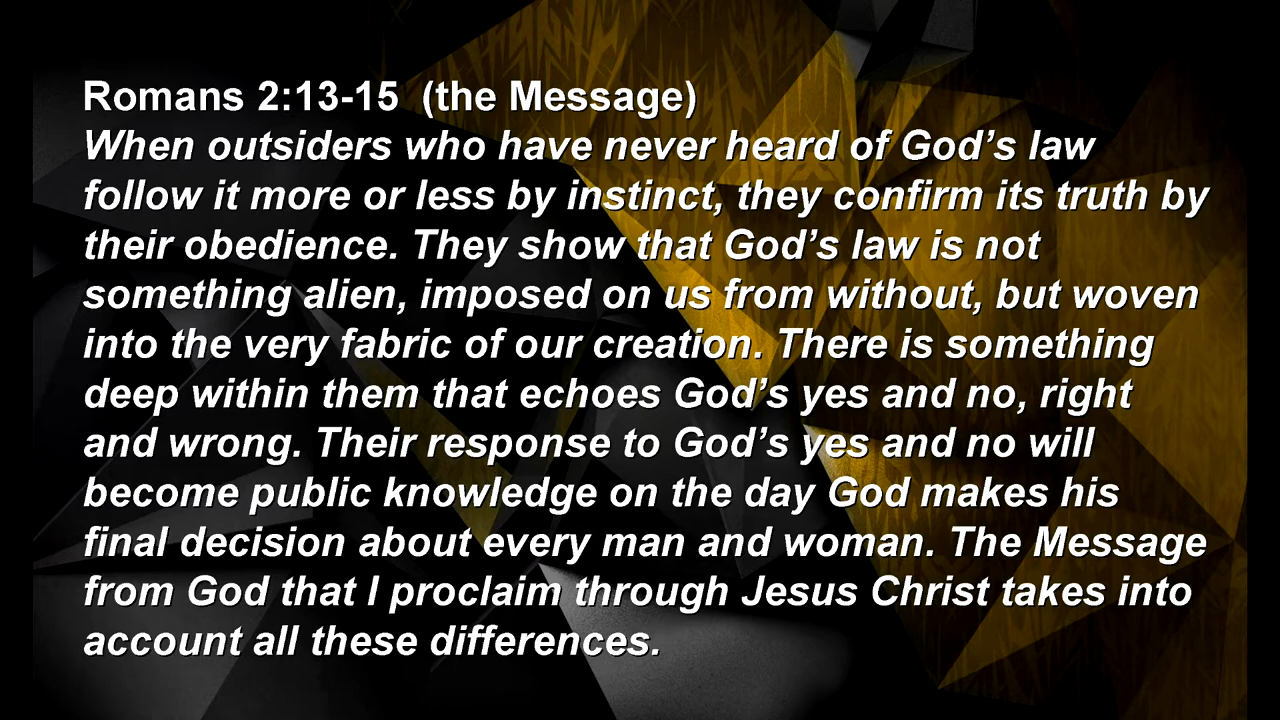 Romans 2:13-15  (the Message)
When outsiders who have never heard of God’s law
follow it more or less by instinct, they confirm its truth by
their obedience. They show that God’s law is not
something alien, imposed on us from without, but woven
into the very fabric of our creation. There is something
deep within them that echoes God’s yes and no, right
and wrong. Their response to God’s yes and no will
become public knowledge on the day God makes his
final decision about every man and woman. The Message
from God that I proclaim through Jesus Christ takes into
account all these differences.